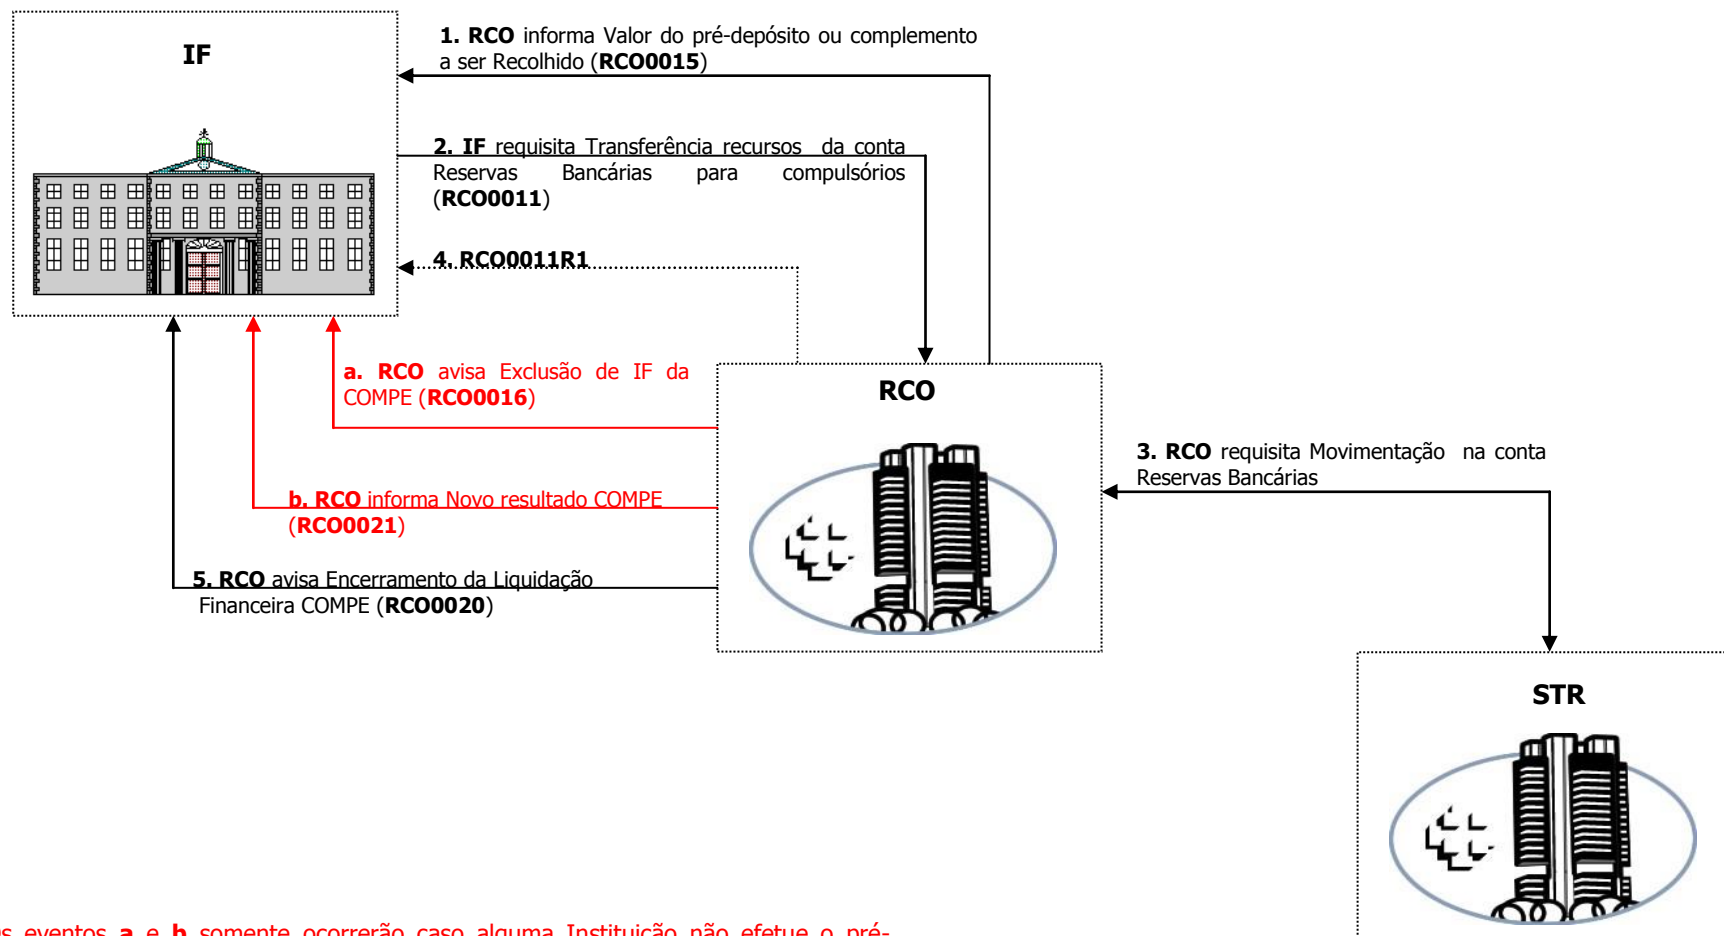 IF
1. RCO informa Valor do pré-depósito ou complemento
a ser Recolhido (RCO0015)
2. IF requisita Transferência recursos da conta
Reservas Bancárias para compulsórios
(RCO0011)
4. RCO0011R1
a. RCO avisa Exclusão de IF da
COMPE (RCO0016)
RCO
3. RCO requisita Movimentação na conta
Reservas Bancárias
b. RCO informa Novo resultado COMPE
(RCO0021)
5. RCO avisa Encerramento da Liquidação
Financeira COMPE (RCO0020)
STR
eventos a e b somente ocorrerão caso alguma Instituição não efetue o pré-